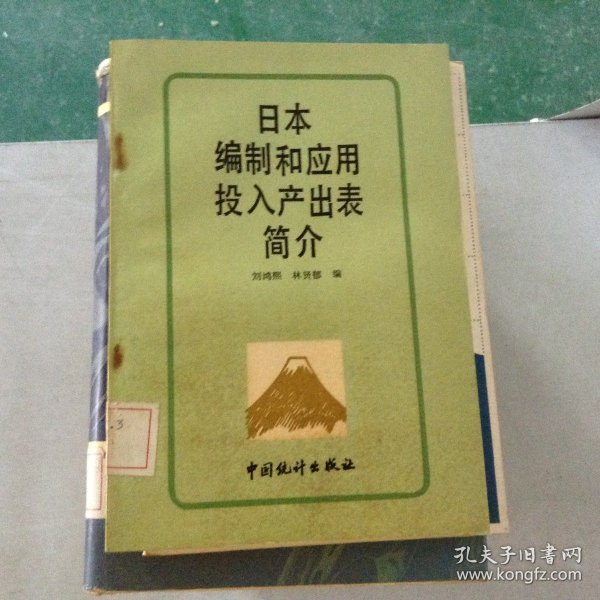 日本
编制和应用
投入产出表
简介
刘鸿熙 林贤郁 编
中国统计出版社
.3
孔夫子旧书网
www.kongfz.com